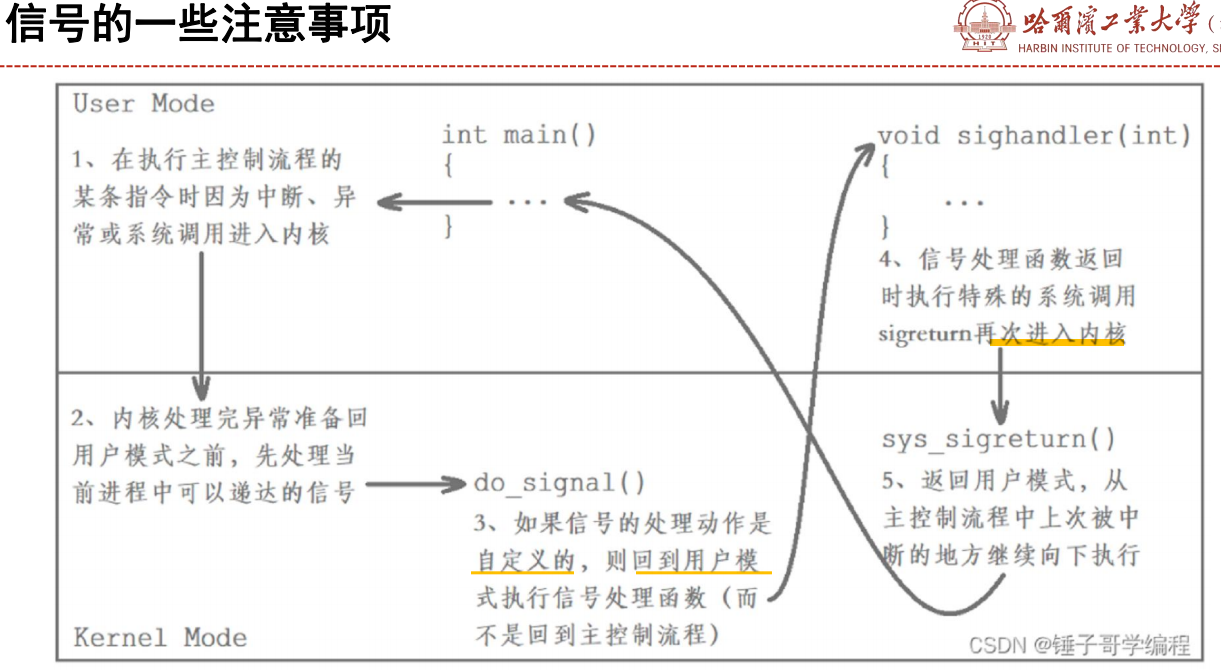 信号的一些注意事项
哈爾濱工業大學(
HARBIN INSTITUTE OF TECHNOLOGY, S
1920
HIT
User Mode
1、在执行主控制流程的
某条指令时因为中断、异
常或系统调用进入内核
int main()
{
...
}
void sighandler(int)
{
...
}
4、信号处理函数返回
时执行特殊的系统调用
sigreturn再次进入内核
2、内核处理完异常准备回
用户模式之前，先处理当
前进程中可以递达的信号
do_signal()
3、如果信号的处理动作是
自定义的，则回到用户模
式执行信号处理函数（而
不是回到主控制流程）
sys_sigreturn()
5、返回用户模式，从
主控制流程中上次被中
断的地方继续向下执行
Kernel Mode
CSDN @锤子哥学编程